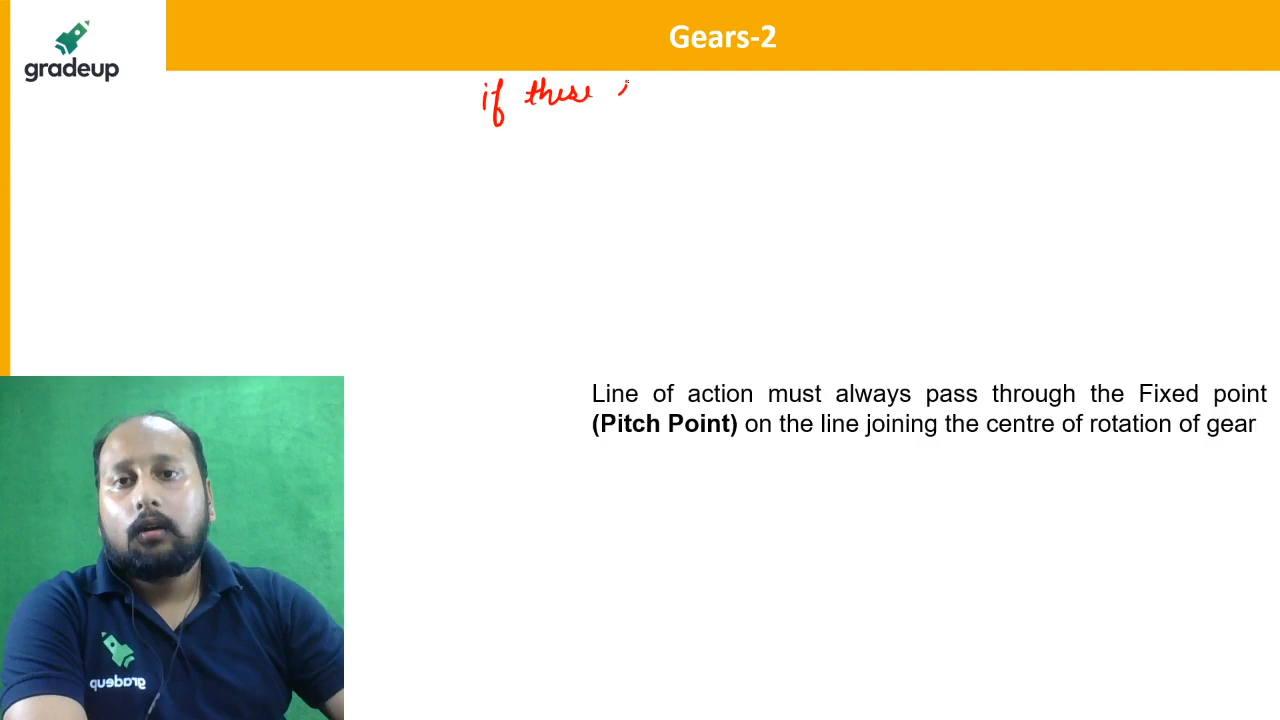 gradeup
Gears-2
if these
Line of action must always pass through the Fixed point
(Pitch Point) on the line joining the centre of rotation of gear
gradeup